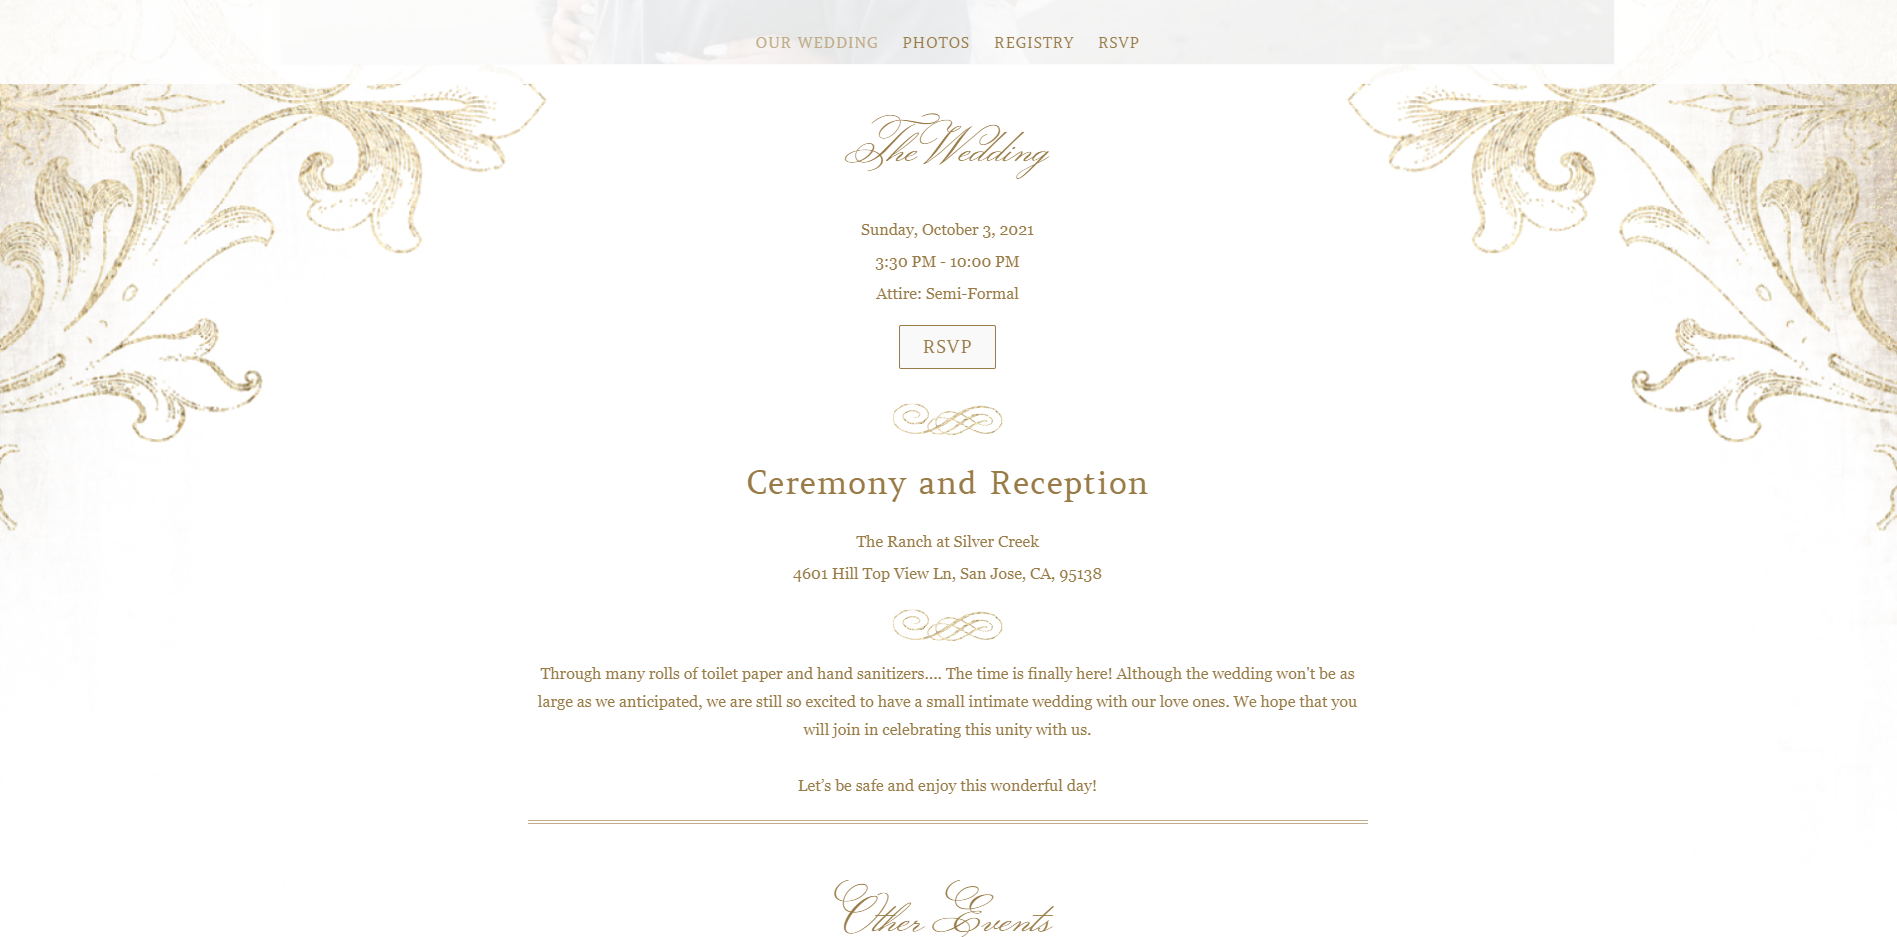 OUR WEDDING PHOTOS REGISTRY RSVP
The Wedding
Sunday, October 3, 2021
3:30 PM - 10:00 PM
Attire: Semi-Formal
RSVP
Ceremony and Reception
The Ranch at Silver Creek
4601 Hill Top View Ln, San Jose, CA, 95138
Through many rolls of toilet paper and hand sanitizers.... The time is finally here! Although the wedding won't be as
large as we anticipated, we are still so excited to have a small intimate wedding with our love ones. We hope that you
will join in celebrating this unity with us.
Let’s be safe and enjoy this wonderful day!
Other Events